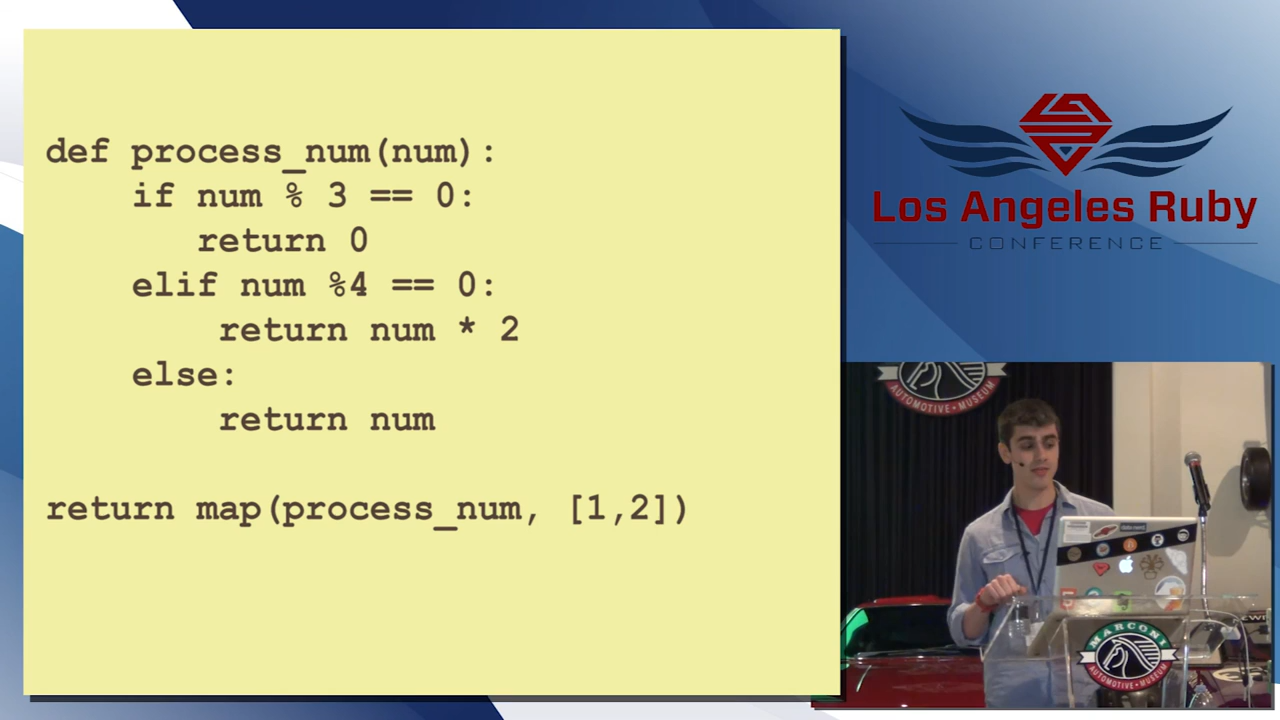 def process_num(num):
    if num % 3 == 0:
       return 0
    elif num %4 == 0:
        return num * 2
    else:
        return num
return map(process_num, [1,2])
Los Angeles Ruby
CONFERENCE
AUTOMOTIVE • MUSEUM
MARCONI
AUTOMOTIVE MUSEUM